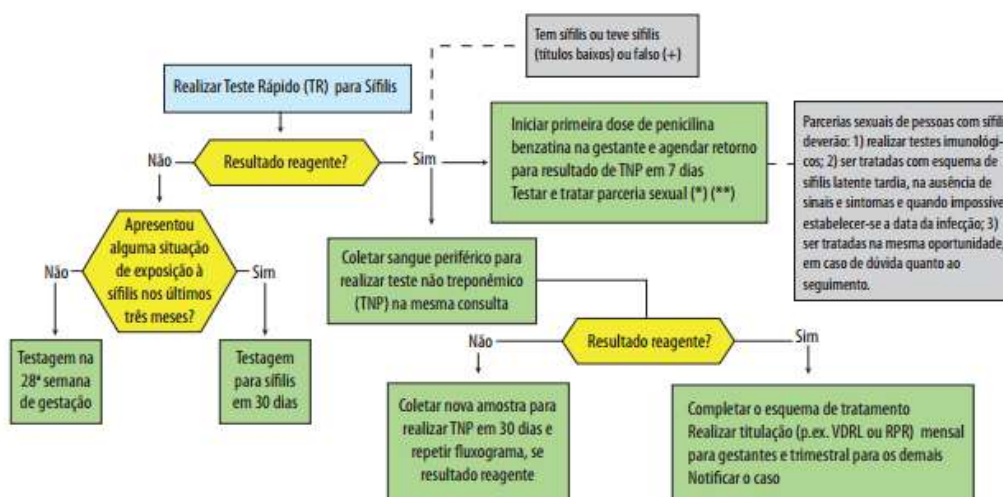 Tem sífilis ou teve sífilis
(títulos baixos) ou falso (+)
Realizar Teste Rápido (TR) para Sífilis
Resultado reagente?
Não
Sim
Iniciar primeira dose de penicilina
benzatina na gestante e agendar retorno
para resultado de TNP em 7 dias
Testar e tratar parceria sexual (*) (**)
Parcerias sexuais de pessoas com sífili
deverão: 1) realizar testes imunológi-
cos; 2) ser tratadas com esquema de
sífilis latente tardia, na ausência de
sinais e sintomas e quando impossíve
estabelecer-se a data da infecção; 3)
ser tratadas na mesma oportunidade,
em caso de dúvida quanto ao
seguimento.
Apresentou
alguma situação
de exposição à
sífilis nos últimos
três meses?
Não
Sim
Testagem na
28ª semana
de gestação
Testagem
para sífilis
em 30 dias
Coletar sangue periférico para
realizar teste não treponêmico
(TNP) na mesma consulta
Resultado reagente?
Não
Sim
Coletar nova amostra para
realizar TNP em 30 dias e
repetir fluxograma, se
resultado reagente
Completar o esquema de tratamento
Realizar titulação (p.ex. VDRL ou RPR) mensal
para gestantes e trimestral para os demais
Notificar o caso